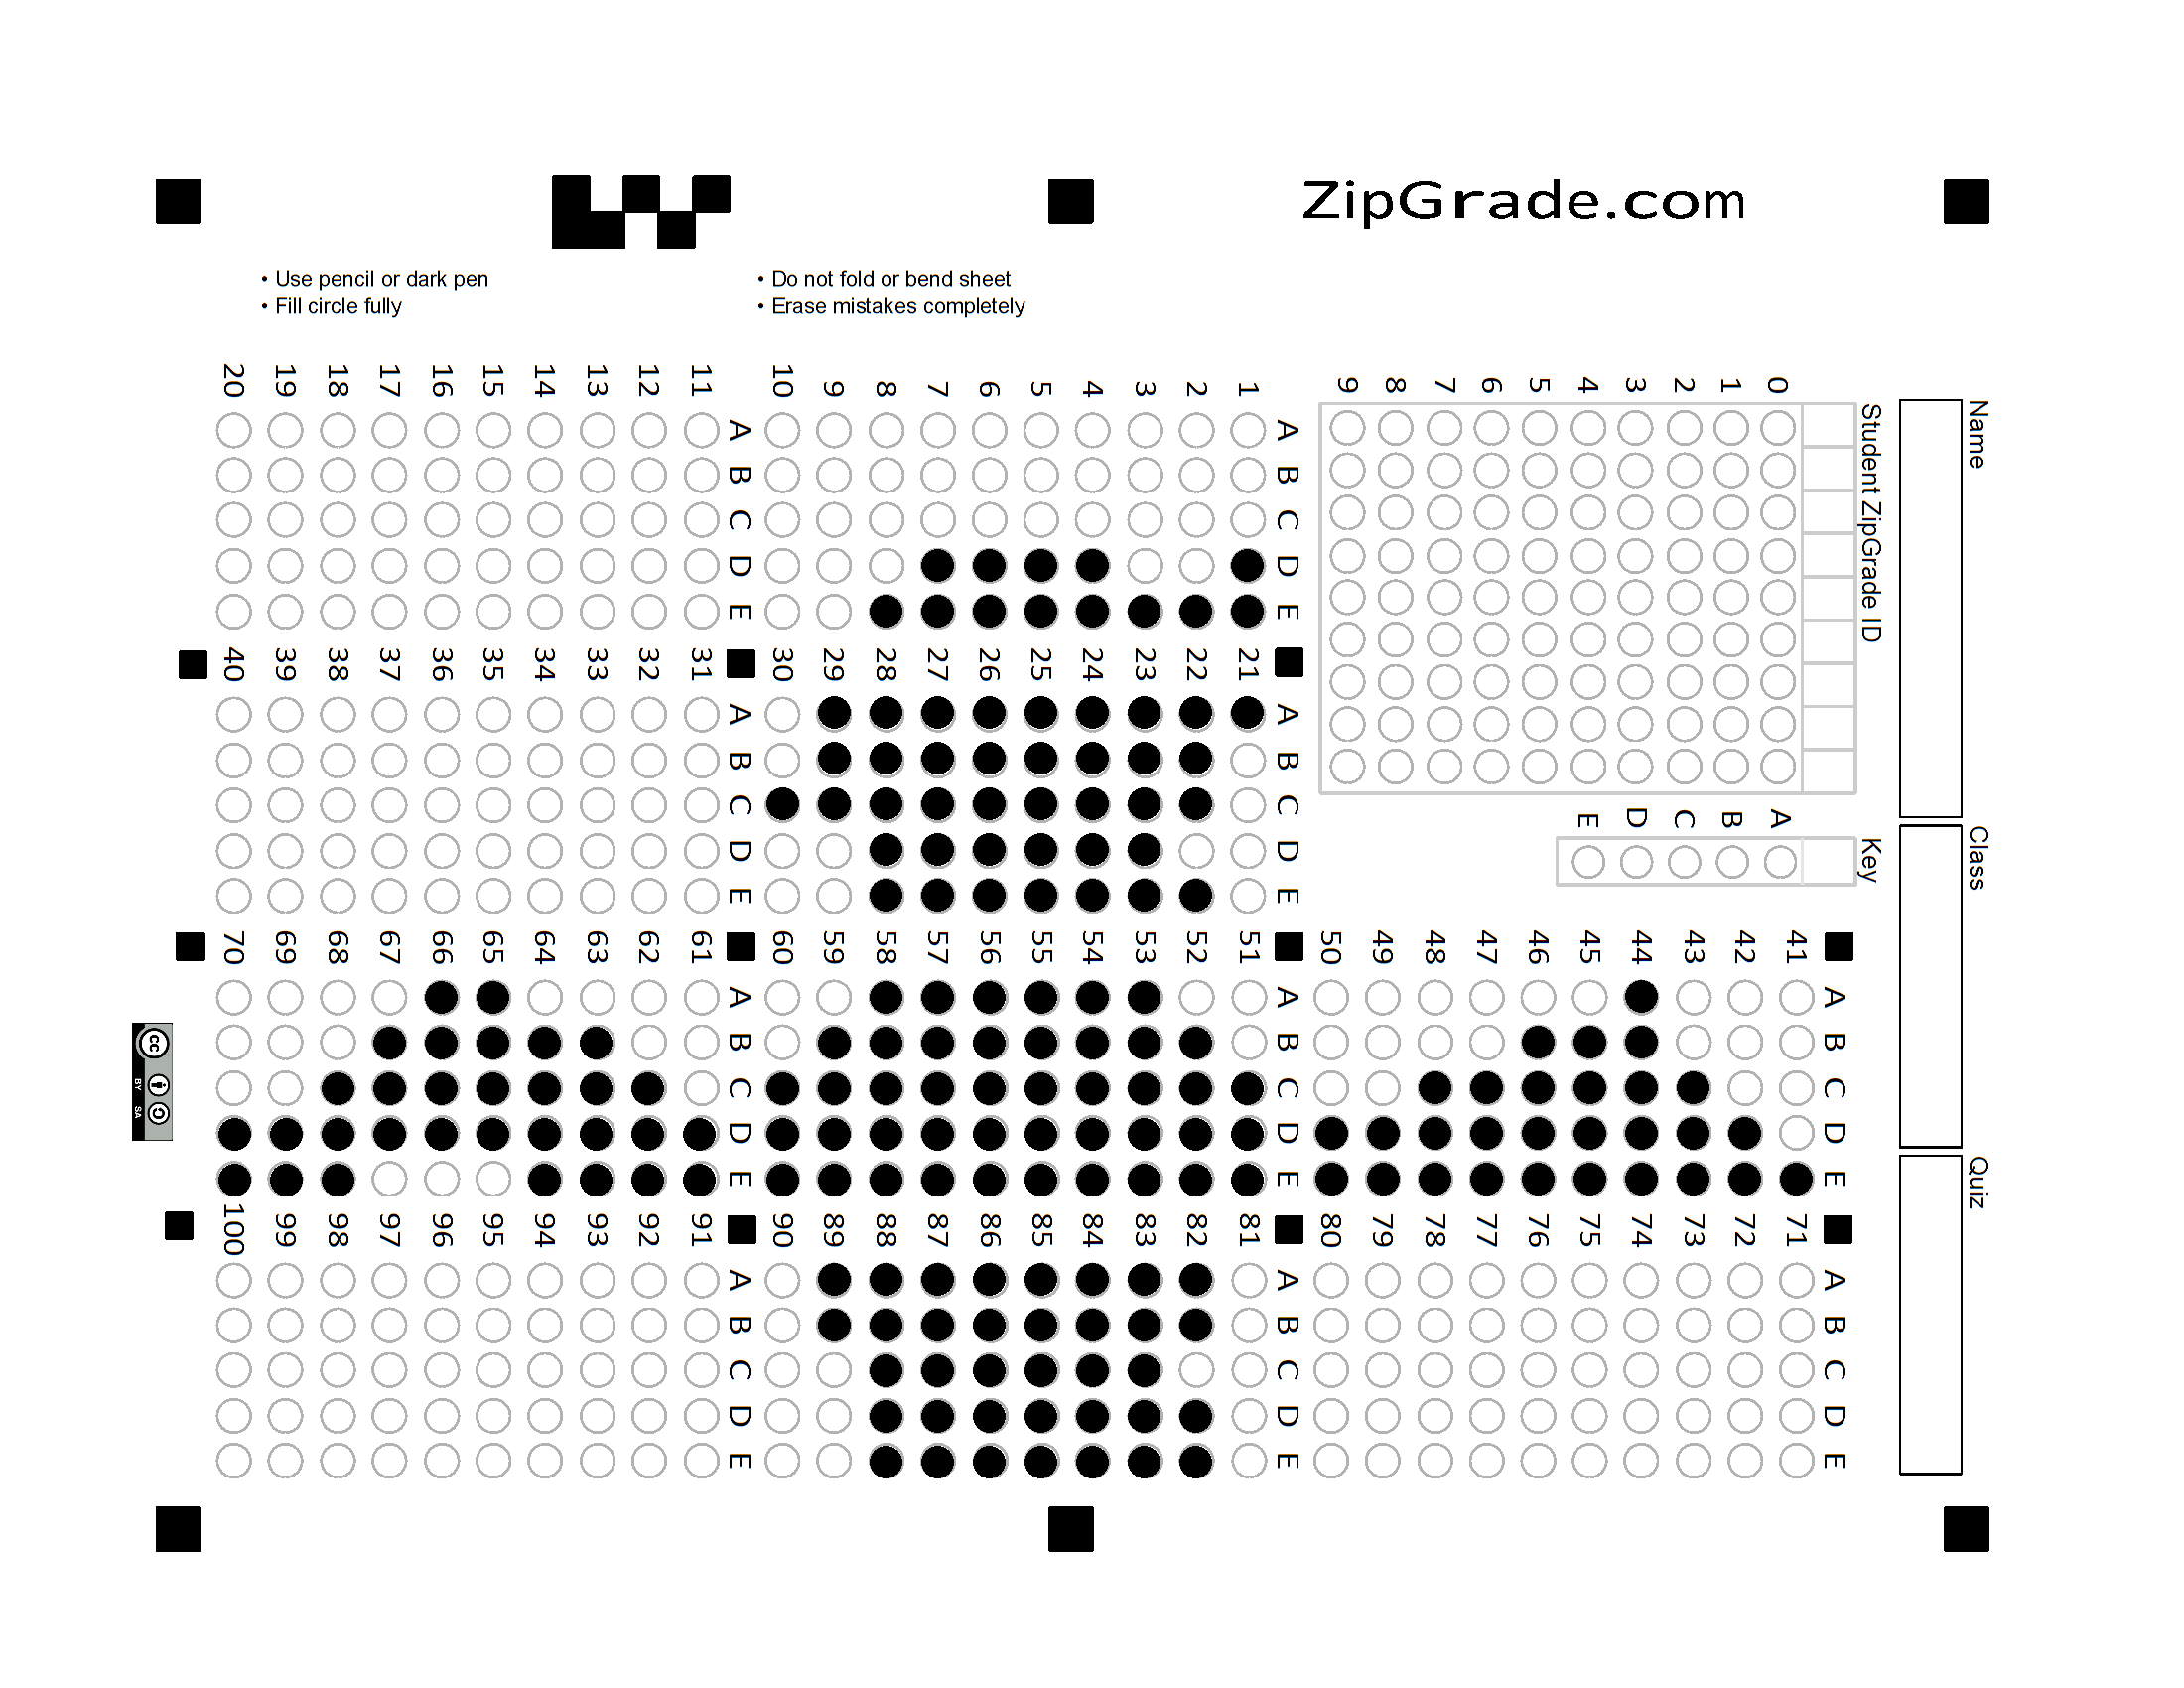 ZipGrade.com
• Use pencil or dark pen
• Fill circle fully
• Do not fold or bend sheet
• Erase mistakes completely
Name
Class
Quiz
Student ZipGrade ID
0 1 2 3 4 5 6 7 8 9
Key
A B C D E
1 2 3 4 5 6 7 8 9 10
A B C D E
11 12 13 14 15 16 17 18 19 20
A B C D E
21 22 23 24 25 26 27 28 29 30
A B C D E
31 32 33 34 35 36 37 38 39 40
A B C D E
41 42 43 44 45 46 47 48 49 50
A B C D E
51 52 53 54 55 56 57 58 59 60
A B C D E
61 62 63 64 65 66 67 68 69 70
A B C D E
71 72 73 74 75 76 77 78 79 80
A B C D E
81 82 83 84 85 86 87 88 89 90
A B C D E
91 92 93 94 95 96 97 98 99 100
A B C D E
cc
BY SA